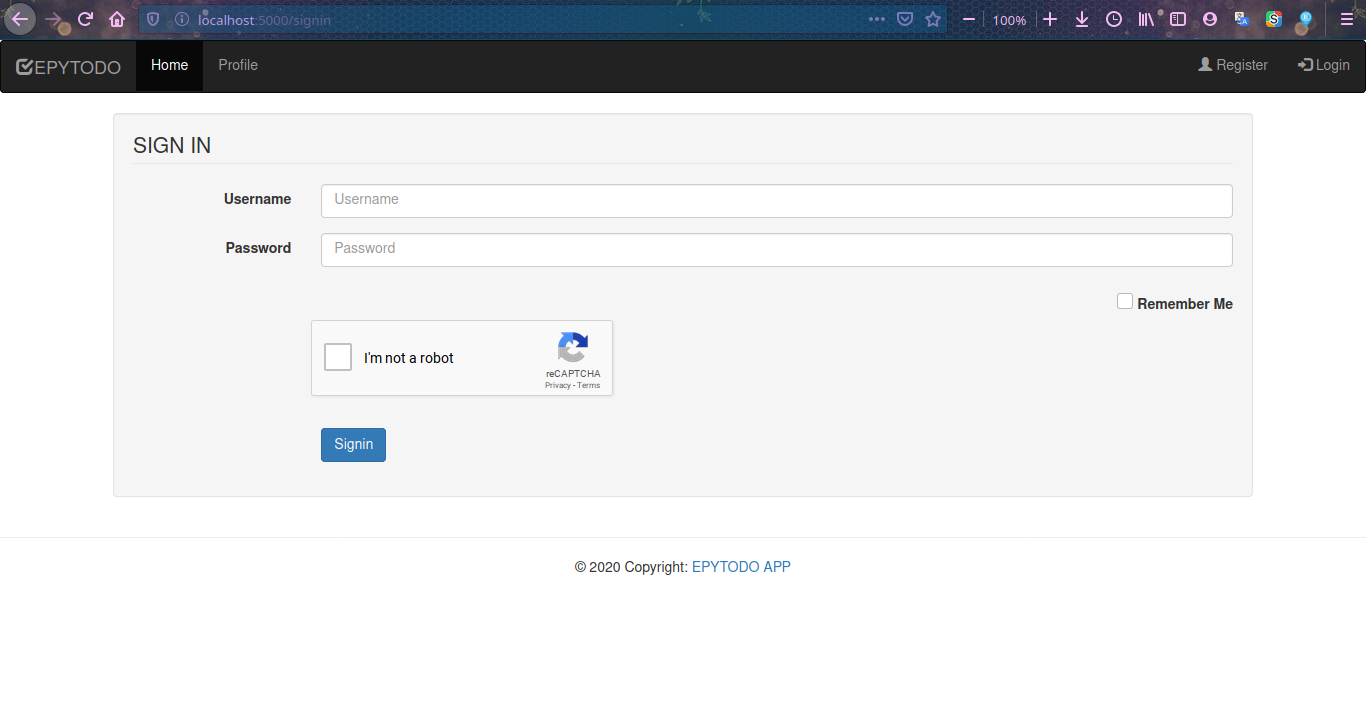 localhost:5000/signin
100%
EPYTODO Home Profile Register Login
SIGN IN
Username Username
Password Password
Remember Me
I'm not a robot
reCAPTCHA
Privacy - Terms
Signin
© 2020 Copyright: EPYTODO APP